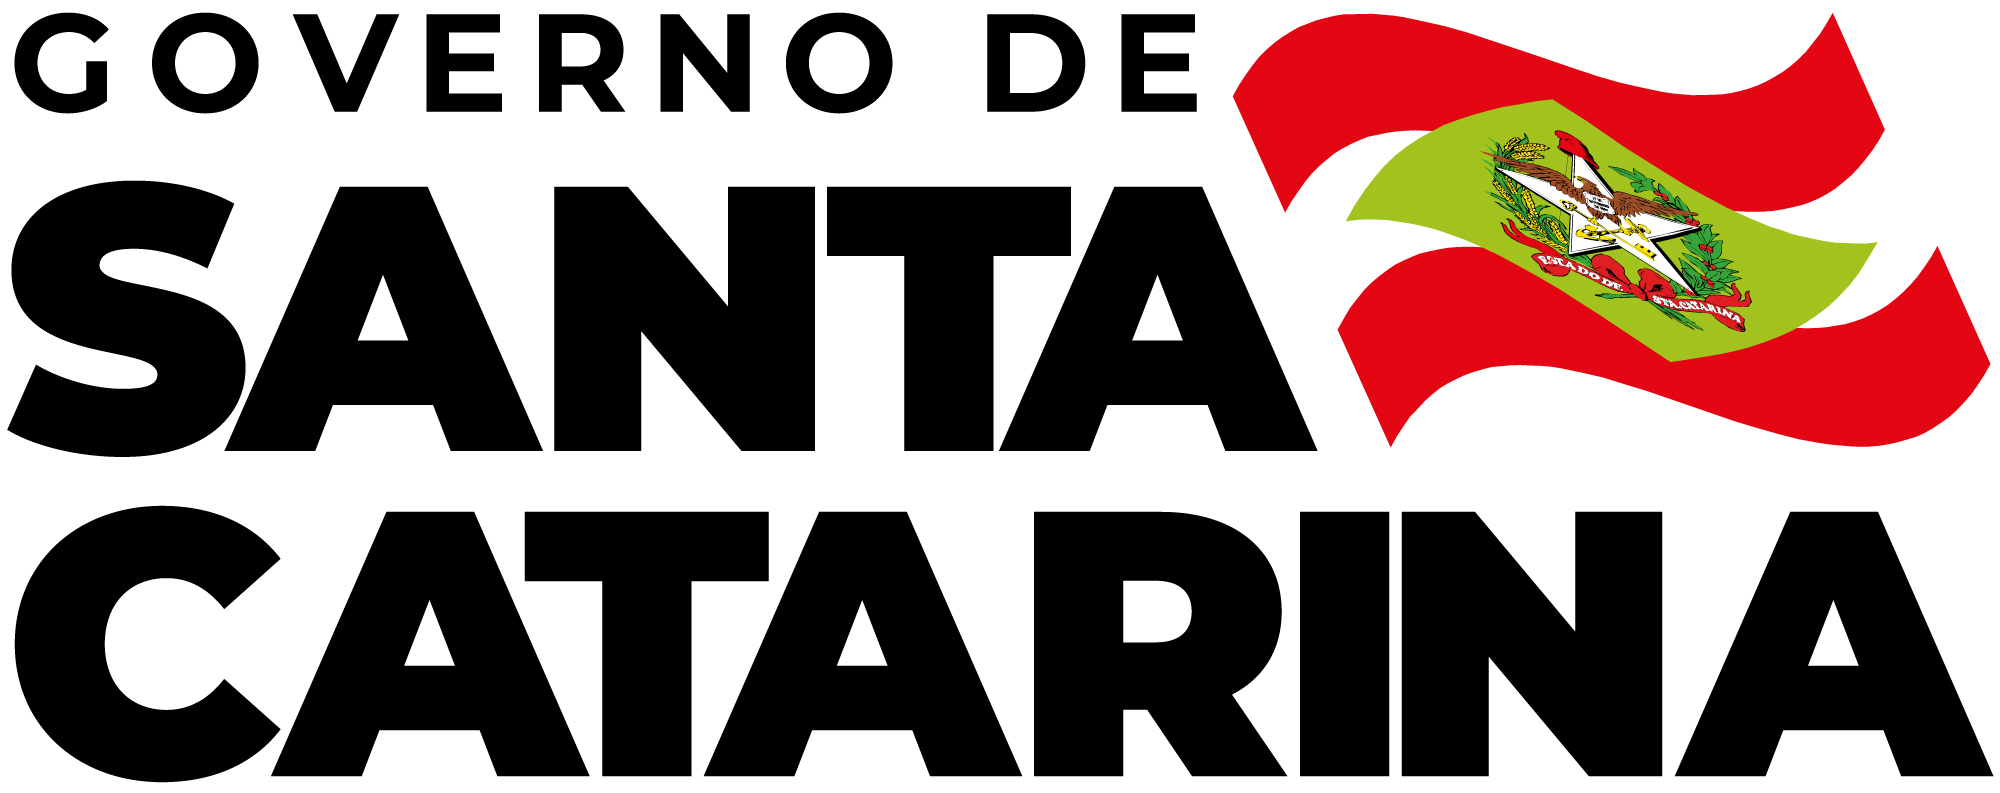 GOVERNO DE
SANTA
CATARINA
ESTADO DE STA.CATARINA